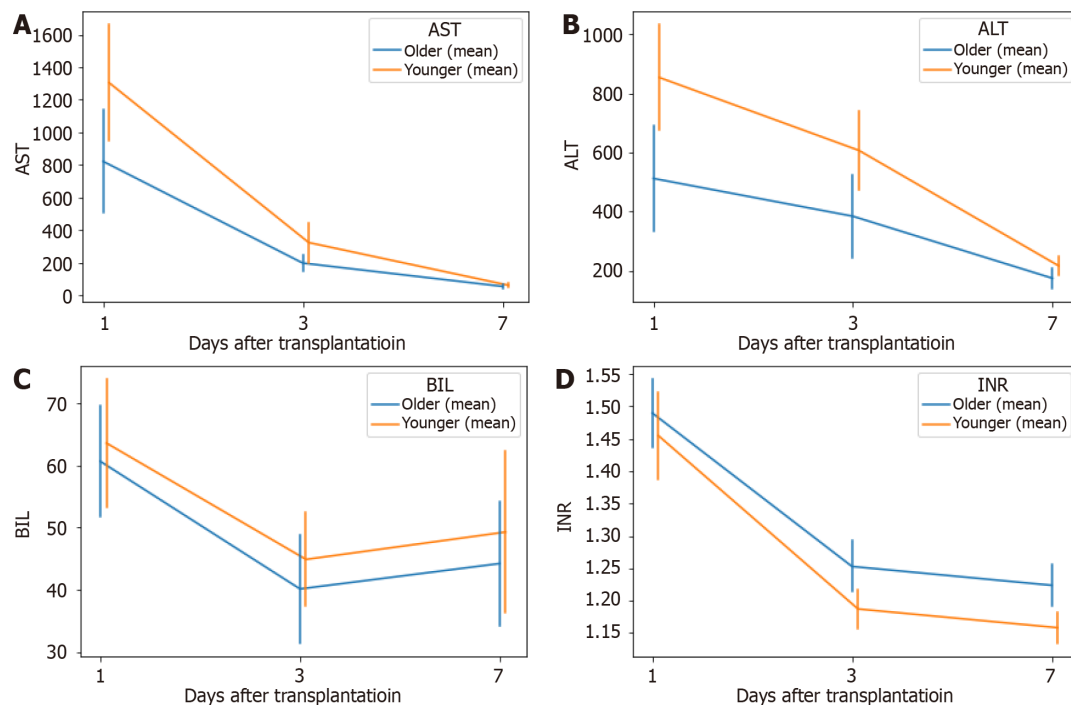 A
AST
Older (mean)
Younger (mean)
1600
1400
1200
1000
800
600
400
200
0
AST
1 3 7
Days after transplantatioin
B
ALT
Older (mean)
Younger (mean)
1000
800
600
400
200
ALT
1 3 7
Days after transplantatioin
C
BIL
Older (mean)
Younger (mean)
70
60
50
40
30
BIL
1 3 7
Days after transplantatioin
D
INR
Older (mean)
Younger (mean)
1.55
1.50
1.45
1.40
1.35
1.30
1.25
1.20
1.15
INR
1 3 7
Days after transplantatioin